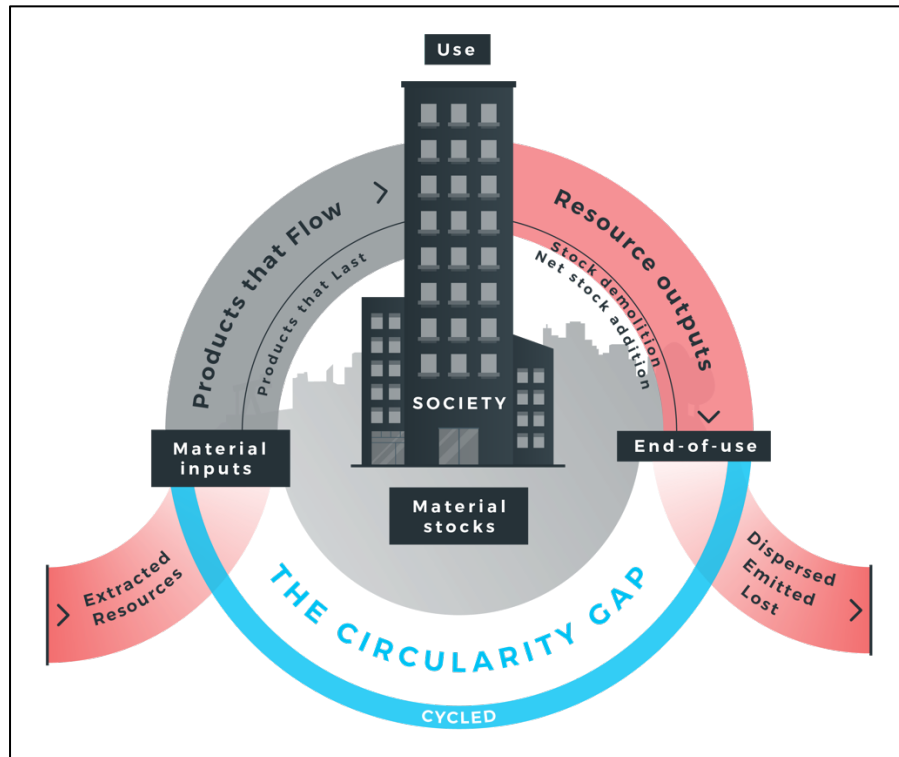 Use
Products that Flow
Products that Last
Resource outputs
Stock demolition
Net stock addition
SOCIETY
Material
inputs
End-of-use
Material
stocks
Extracted
Resources
Dispersed
Emitted
Lost
THE CIRCULARITY GAP
CYCLED